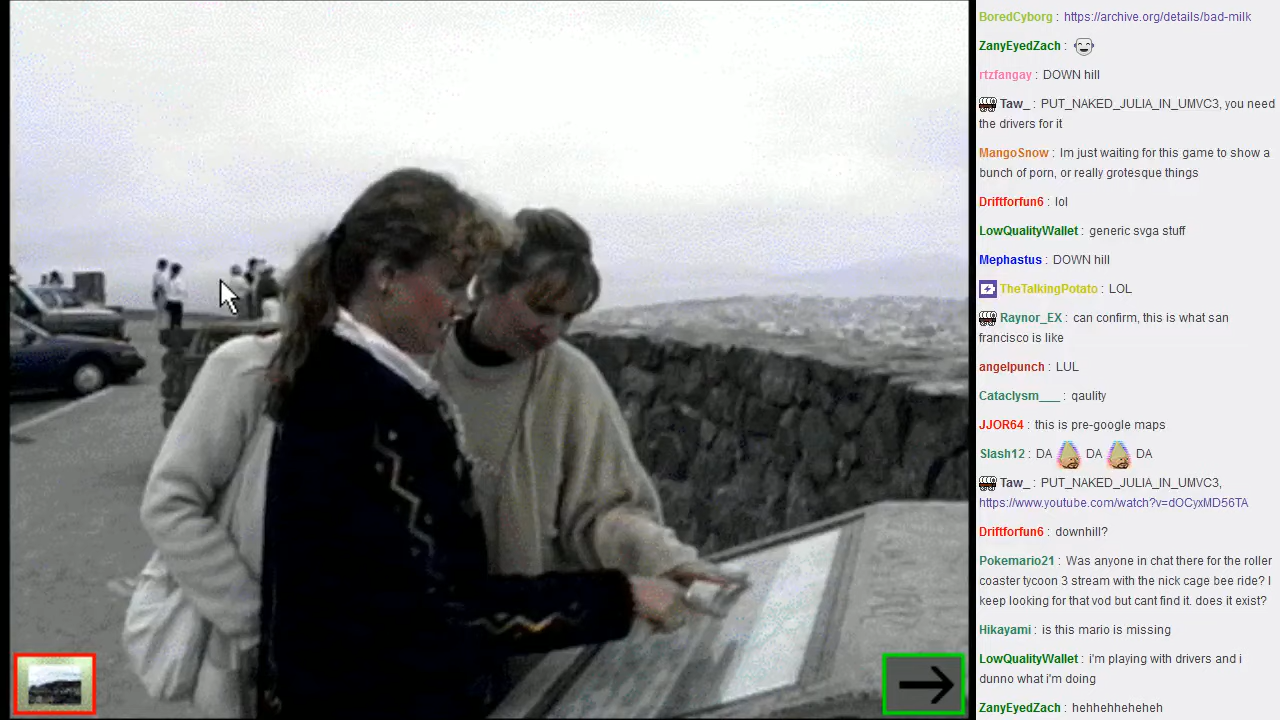 BoredCyborg : https://archive.org/details/bad-milk
ZanyEyedZach :
rtzfangay : DOWN hill
Taw_ : PUT_NAKED_JULIA_IN_UMVC3, you need
the drivers for it
MangoSnow : Im just waiting for this game to show a
bunch of porn, or really grotesque things
Driftforfun6 : lol
LowQualityWallet : generic svga stuff
Mephastus : DOWN hill
TheTalkingPotato : LOL
Raynor_EX : can confirm, this is what san
francisco is like
angelpunch : LUL
Cataclysm___ : qaulity
JJOR64 : this is pre-google maps
Slash12 : DA DA DA
Taw_ : PUT_NAKED_JULIA_IN_UMVC3,
https://www.youtube.com/watch?v=dOCyxMD56TA
Driftforfun6 : downhill?
Pokemario21 : Was anyone in chat there for the roller
coaster tycoon 3 stream with the nick cage bee ride? I
keep looking for that vod but cant find it. does it exist?
Hikayami : is this mario is missing
LowQualityWallet : i'm playing with drivers and i
dunno what i'm doing
ZanyEyedZach : hehhehheheheh